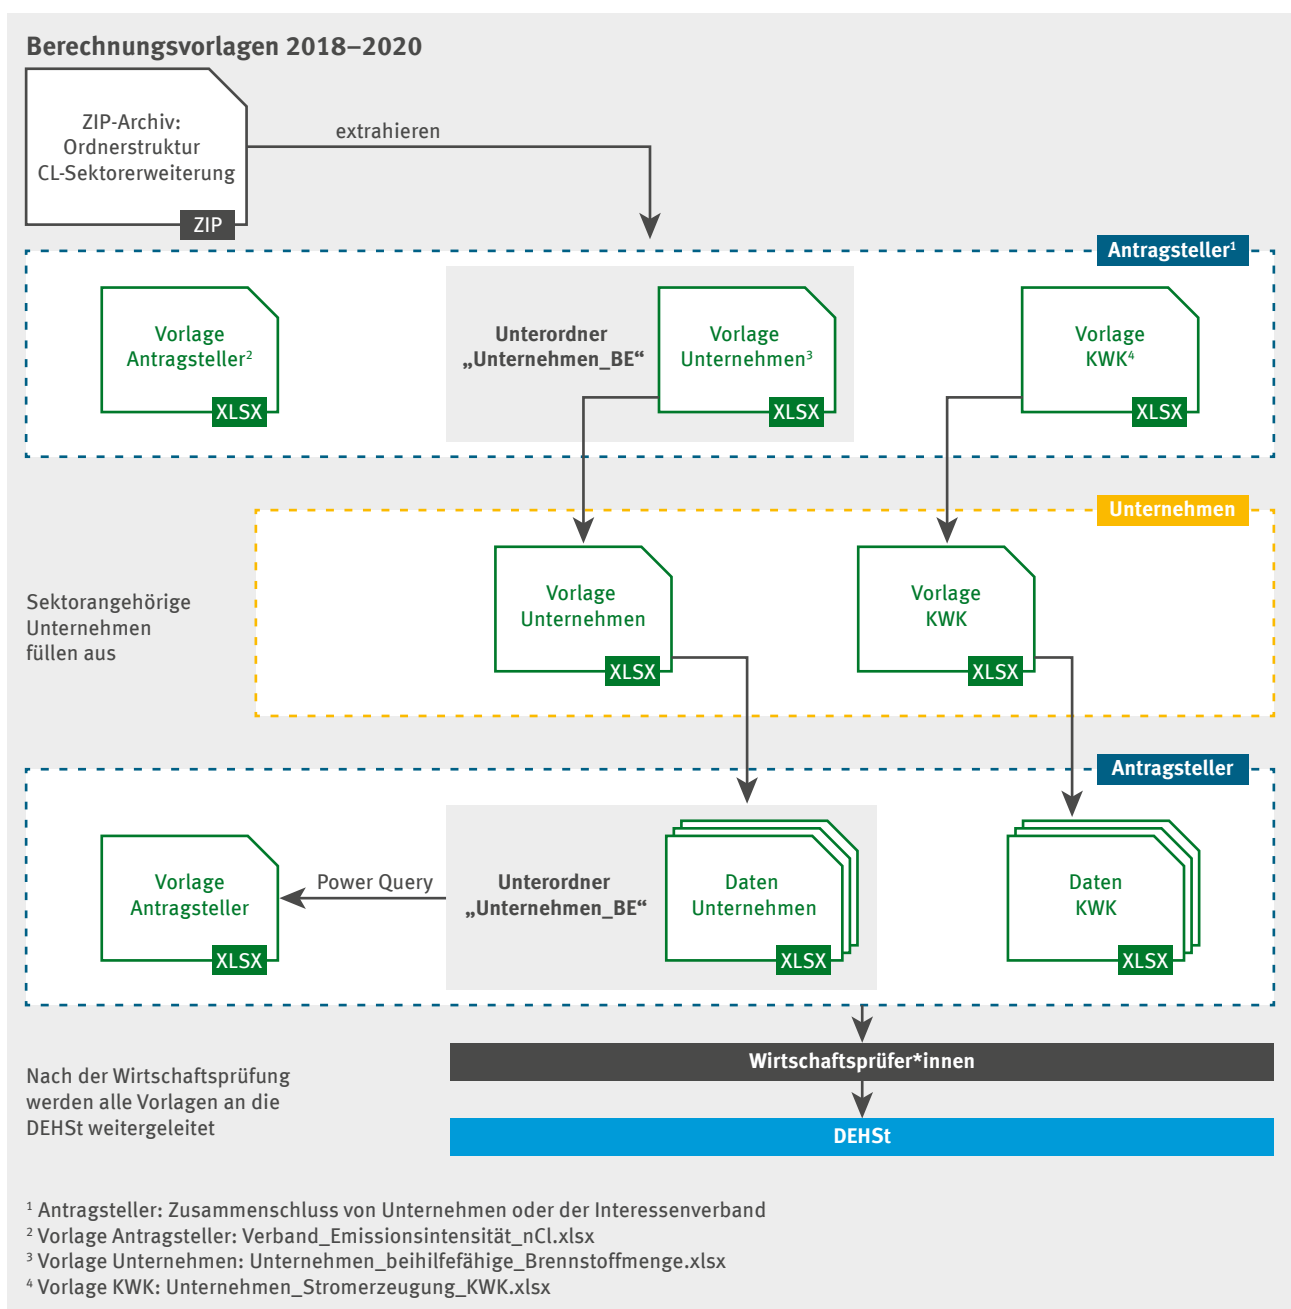 Berechnungsvorlagen 2018–2020
ZIP-Archiv:
Ordnerstruktur
CL-Sektorerweiterung
ZIP
extrahieren
Antragsteller¹
Vorlage
Antragsteller²
XLSX
Unterordner
„Unternehmen_BE“
Vorlage
Unternehmen³
XLSX
Vorlage
KWK⁴
XLSX
Unternehmen
Sektorangehörige
Unternehmen
füllen aus
Vorlage
Unternehmen
XLSX
Vorlage
KWK
XLSX
Antragsteller
Vorlage
Antragsteller
XLSX
Power Query
Unterordner
„Unternehmen_BE“
Daten
Unternehmen
XLSX
Daten
KWK
XLSX
Nach der Wirtschaftsprüfung
werden alle Vorlagen an die
DEHSt weitergeleitet
Wirtschaftsprüfer*innen
DEHSt
¹ Antragsteller: Zusammenschluss von Unternehmen oder der Interessenverband
² Vorlage Antragsteller: Verband_Emissionsintensität_nCl.xlsx
³ Vorlage Unternehmen: Unternehmen_beihilfefähige_Brennstoffmenge.xlsx
⁴ Vorlage KWK: Unternehmen_Stromerzeugung_KWK.xlsx